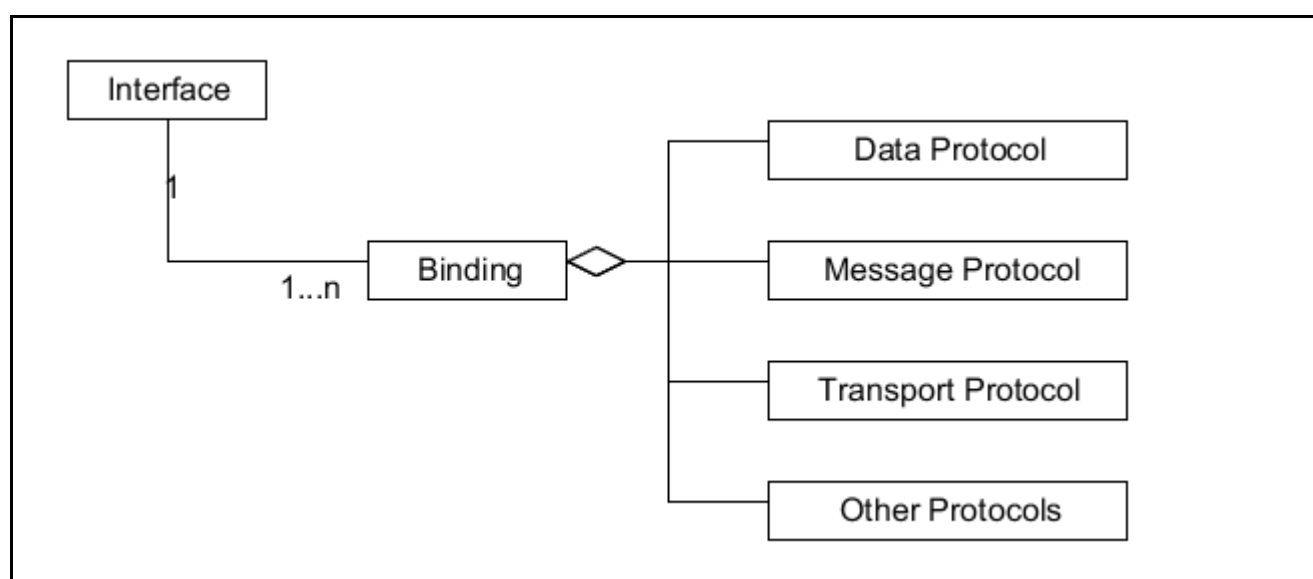 Interface
Data Protocol
1
Binding
Message Protocol
1...n
Transport Protocol
Other Protocols